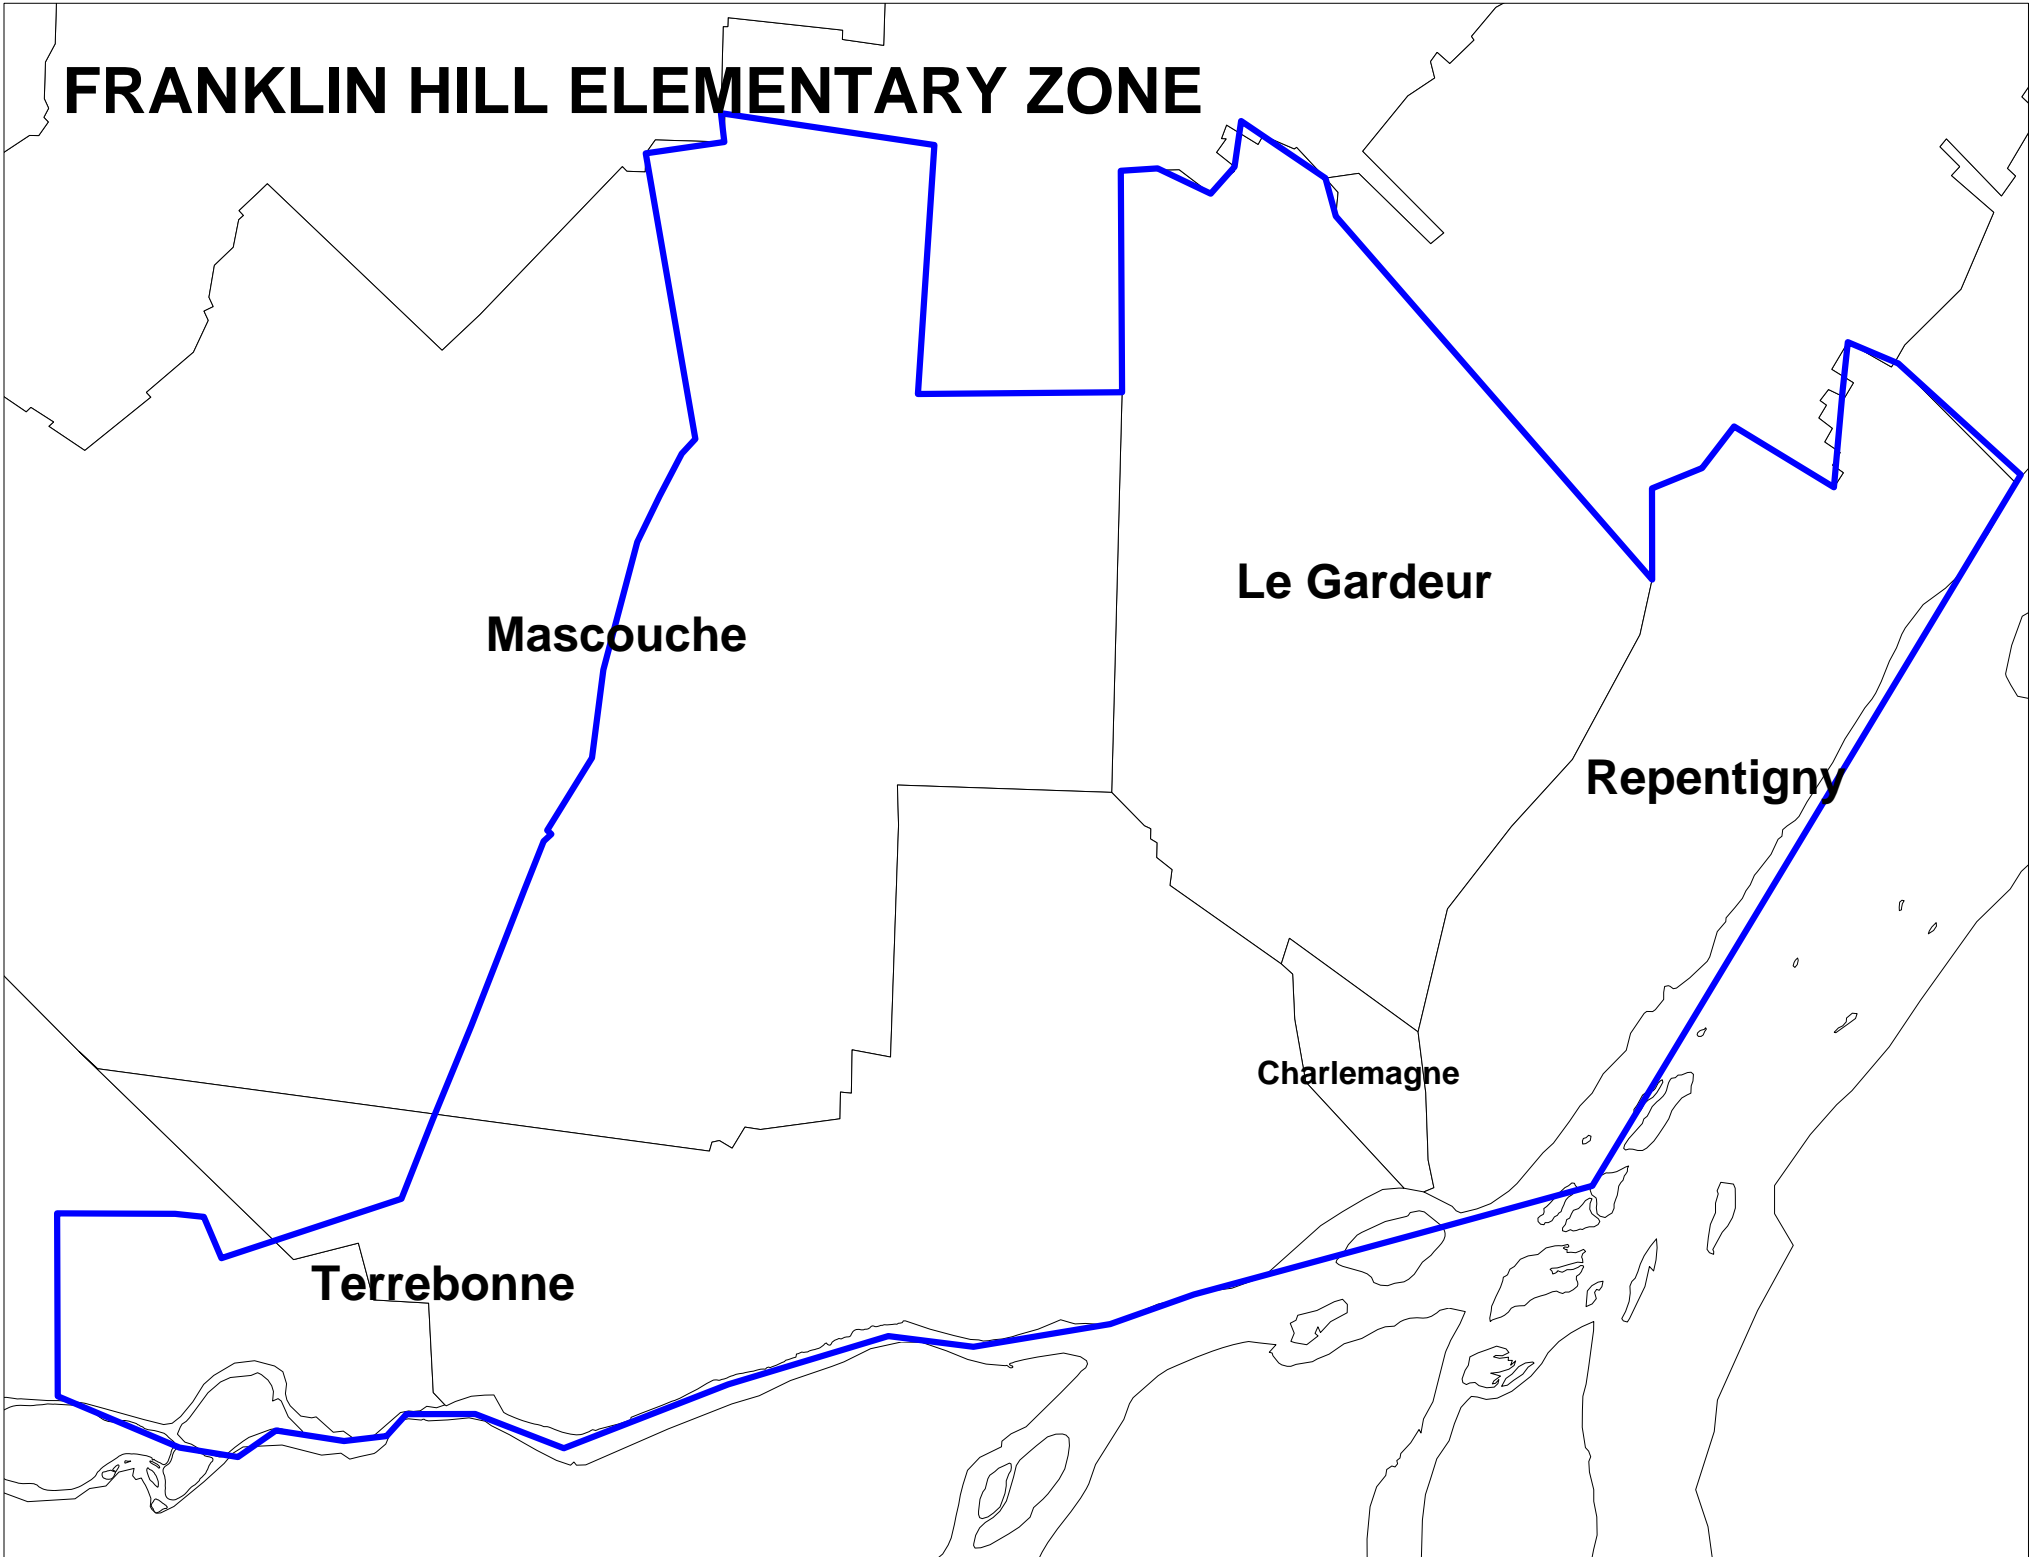 FRANKLIN HILL ELEMENTARY ZONE
Le Gardeur
Mascouche
Repentigny
Charlemagne
Terrebonne